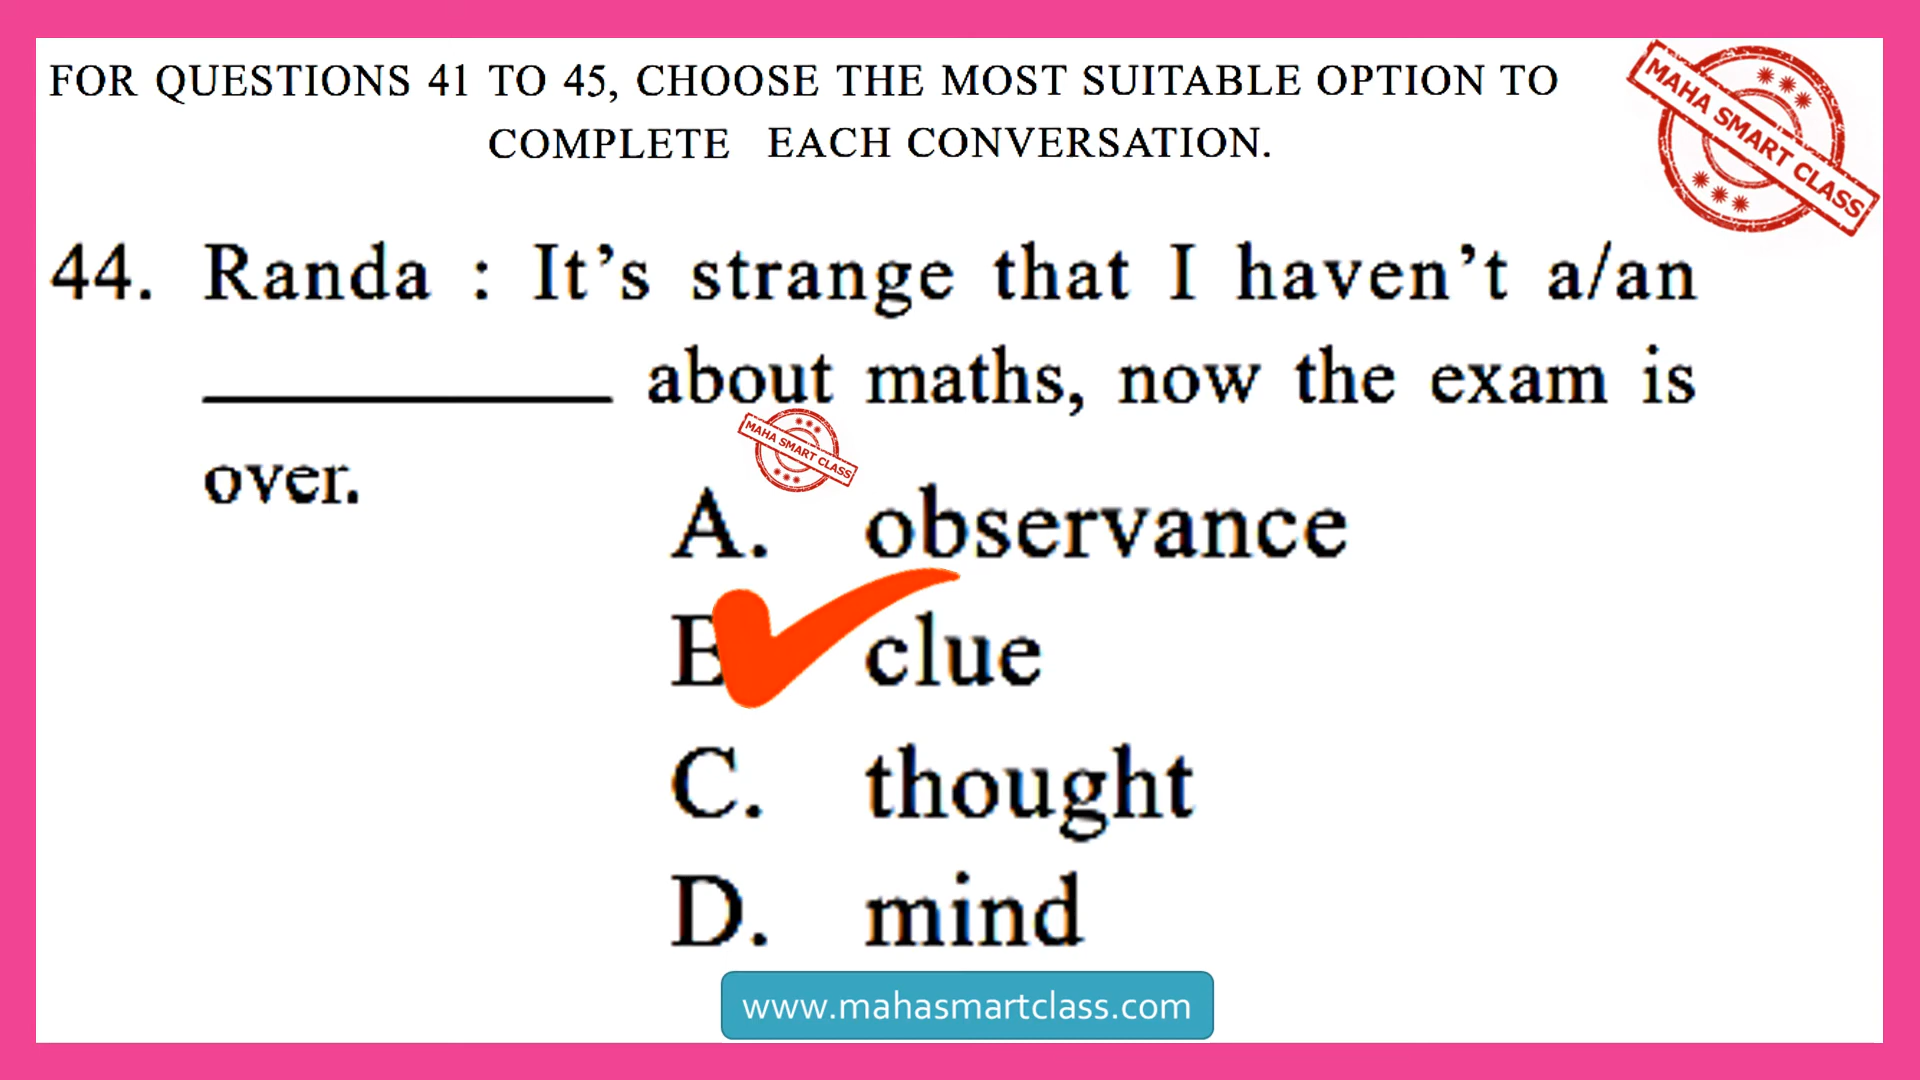 FOR QUESTIONS 41 TO 45, CHOOSE THE MOST SUITABLE OPTION TO
COMPLETE EACH CONVERSATION.
MAHA SMART CLASS
44. Randa : It’s strange that I haven’t a/an
____________ about maths, now the exam is
over.
MAHA SMART CLASS
A. observance
B clue
C. thought
D. mind
www.mahasmartclass.com